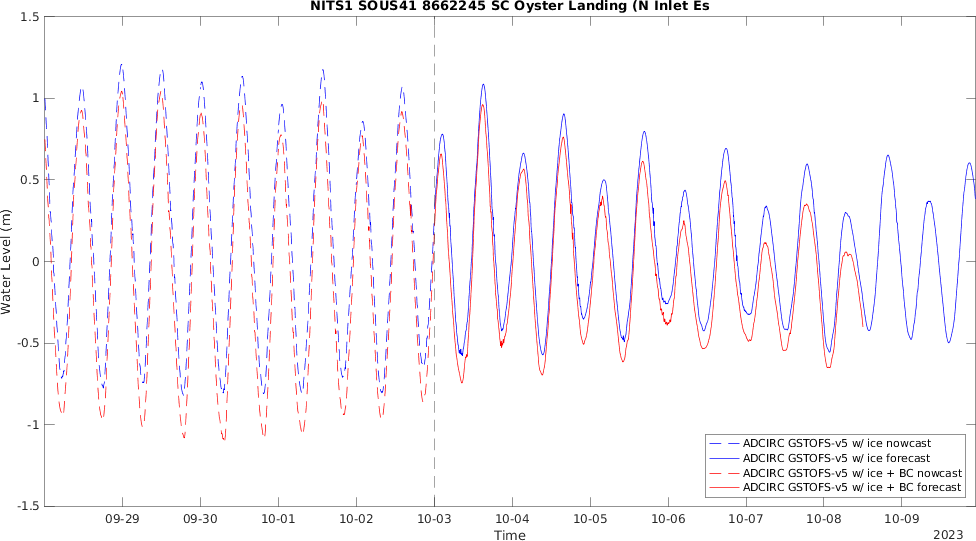 NITS1 SOUS41 8662245 SC Oyster Landing (N Inlet Es
1.5
1
0.5
0
-0.5
-1
-1.5
Water Level (m)
ADCIRC GSTOFS-v5 w/ ice nowcast
ADCIRC GSTOFS-v5 w/ ice forecast
ADCIRC GSTOFS-v5 w/ ice + BC nowcast
ADCIRC GSTOFS-v5 w/ ice + BC forecast
09-29 09-30 10-01 10-02 10-03 10-04 10-05 10-06 10-07 10-08 10-09
Time
2023